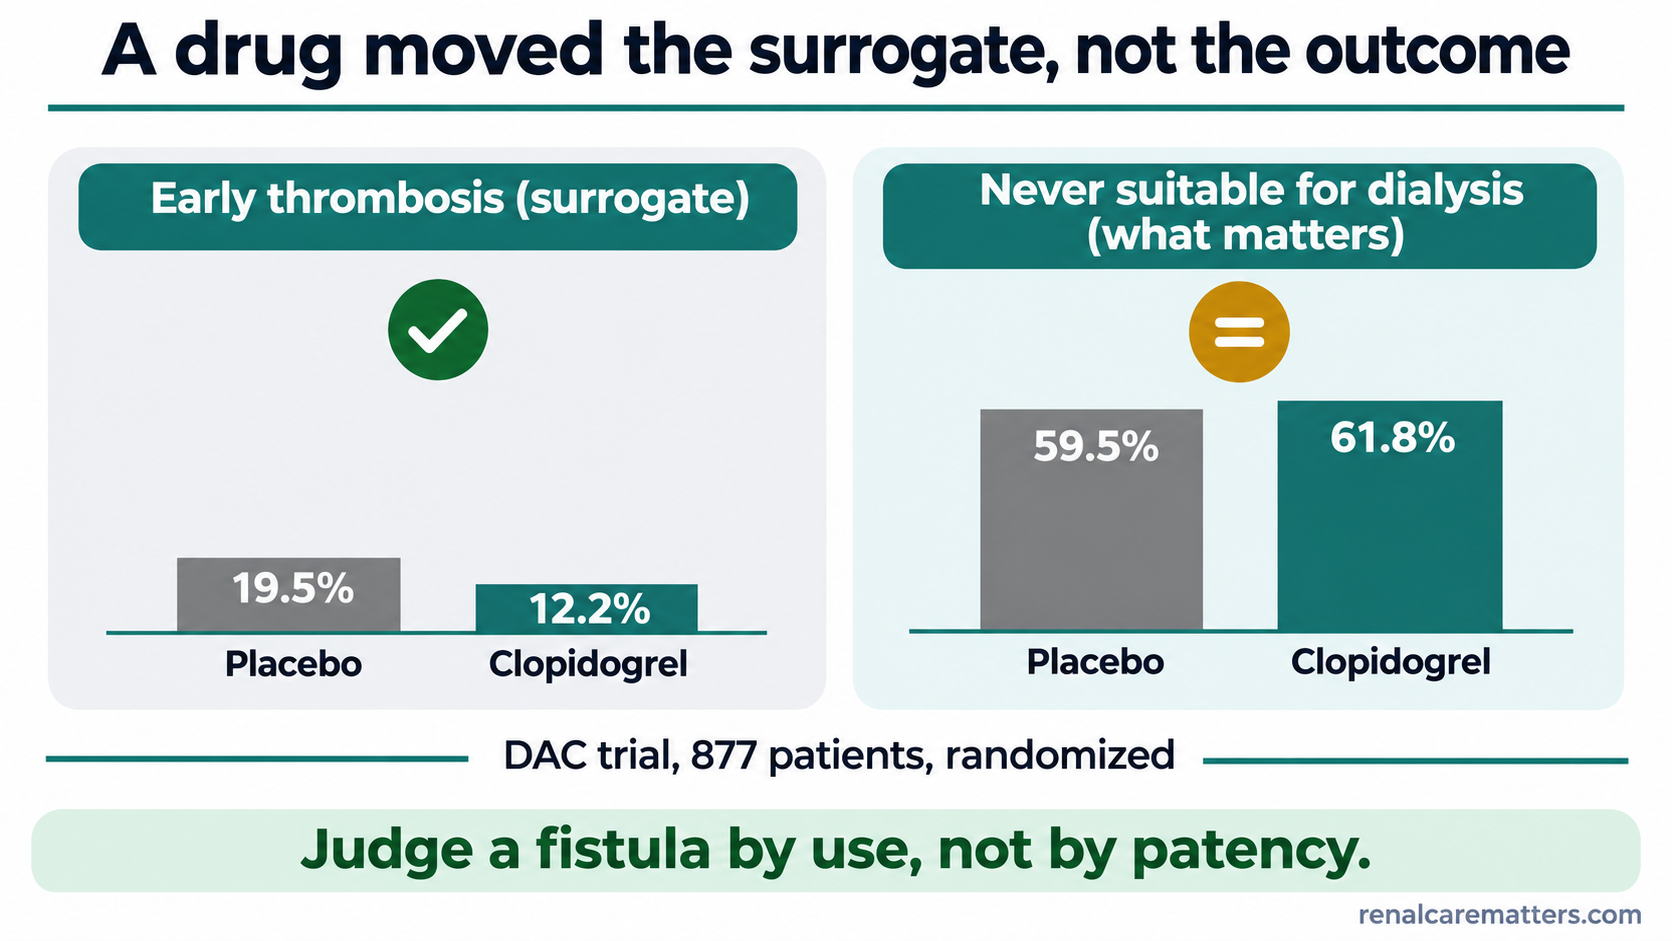 A drug moved the surrogate, not the outcome
Early thrombosis (surrogate)
19.5%
12.2%
Placebo
Clopidogrel
Never suitable for dialysis
(what matters)
59.5%
61.8%
Placebo
Clopidogrel
DAC trial, 877 patients, randomized
Judge a fistula by use, not by patency.
renalcarematters.com